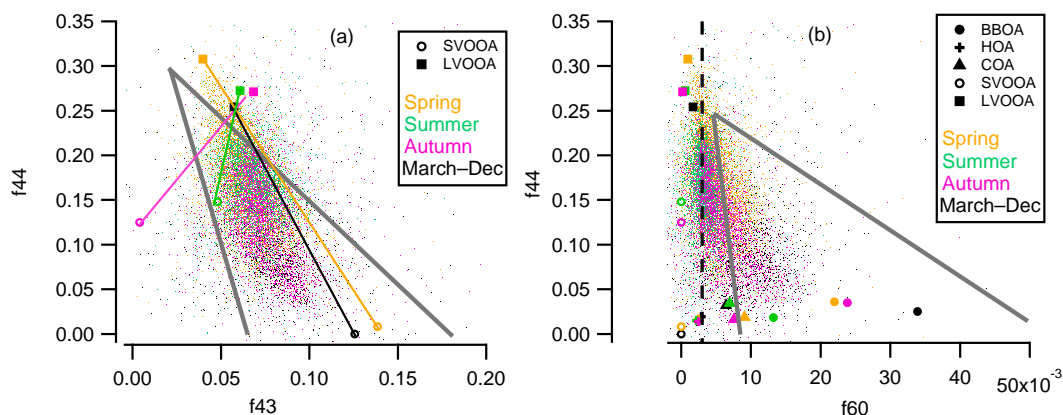 (a)
SVOOA
LVOOA
Spring
Summer
Autumn
March–Dec
f44
0.35
0.30
0.25
0.20
0.15
0.10
0.05
0.00
0.00
0.05
0.10
0.15
0.20
f43
(b)
BBOA
HOA
COA
SVOOA
LVOOA
Spring
Summer
Autumn
March–Dec
f44
0.35
0.30
0.25
0.20
0.15
0.10
0.05
0.00
0
10
20
30
40
50x10⁻³
f60